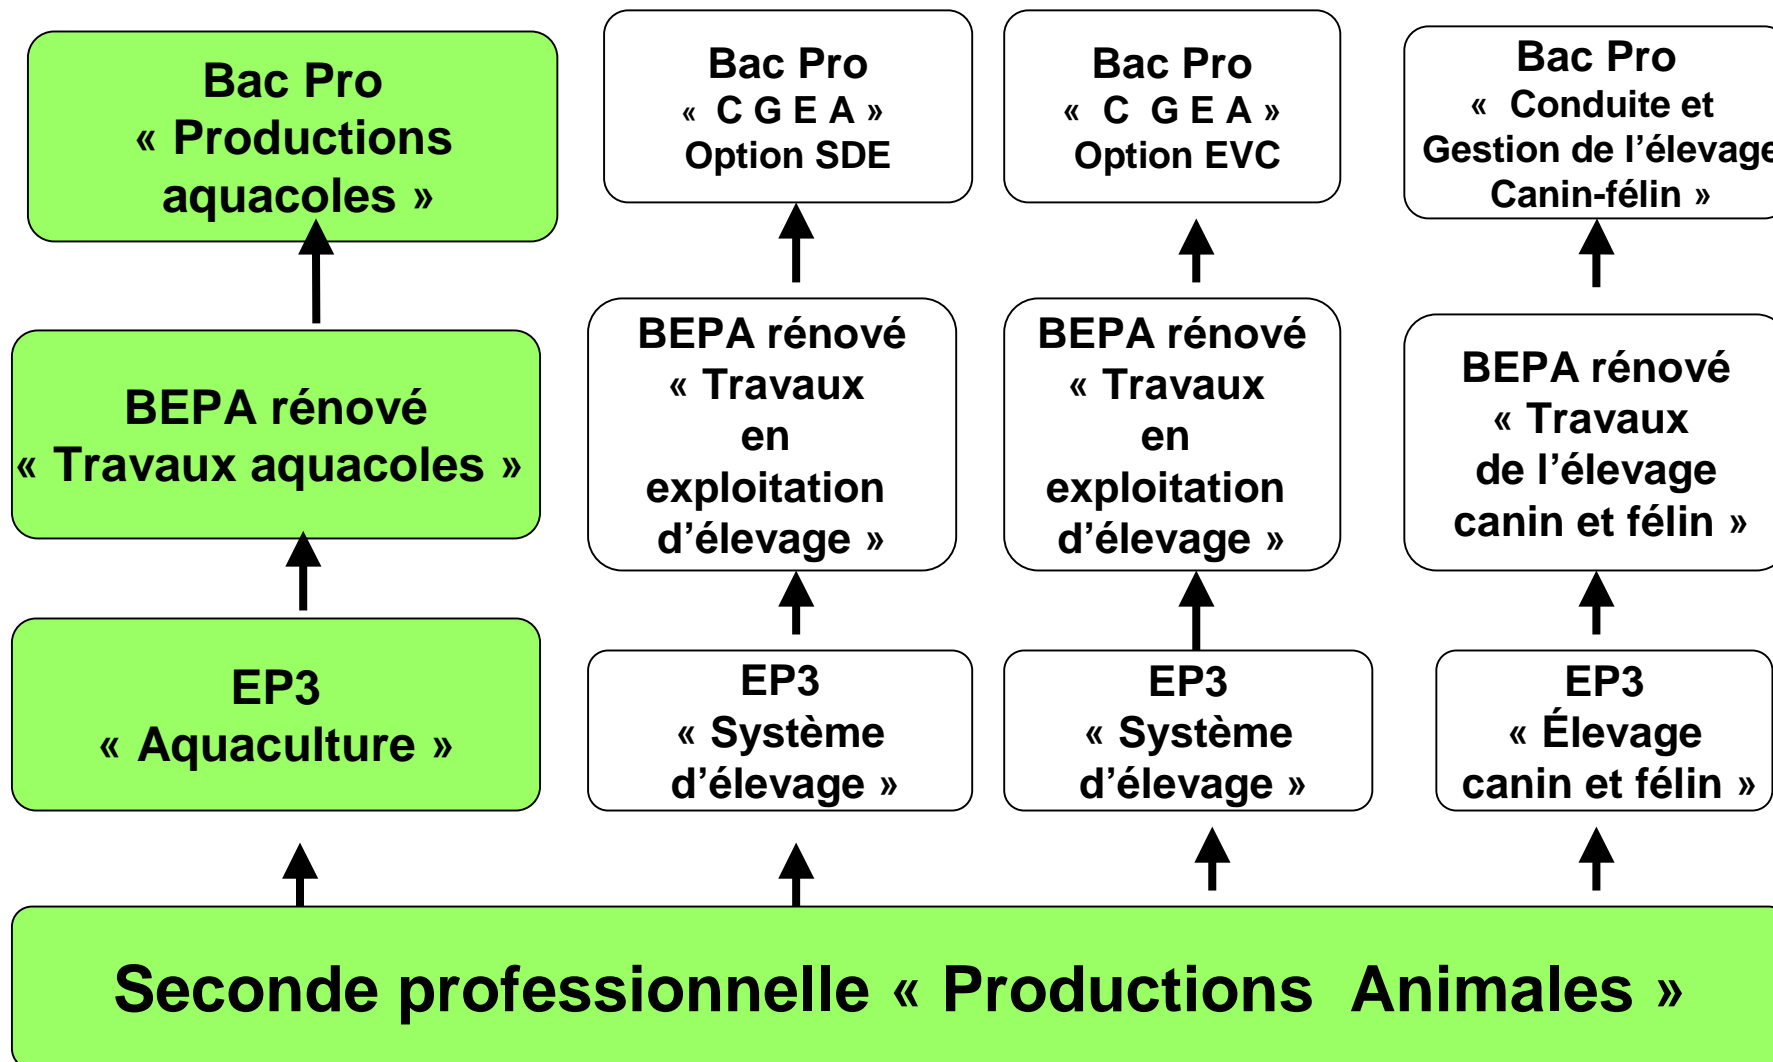 Bac Pro
« Productions
aquacoles »
Bac Pro
« C G E A »
Option SDE
Bac Pro
« C G E A »
Option EVC
Bac Pro
« Conduite et
Gestion de l’élevage
Canin-félin »
BEPA rénové
« Travaux aquacoles »
BEPA rénové
« Travaux
en
exploitation
d’élevage »
BEPA rénové
« Travaux
en
exploitation
d’élevage »
BEPA rénové
« Travaux
de l’élevage
canin et félin »
EP3
« Aquaculture »
EP3
« Système
d’élevage »
EP3
« Système
d’élevage »
EP3
« Élevage
canin et félin »
Seconde professionnelle « Productions Animales »